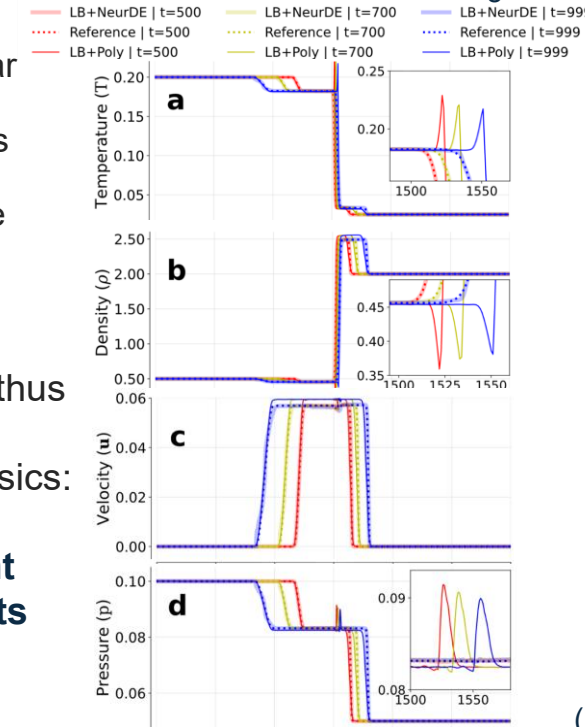 LB+NeurDE | t=500 LB+NeurDE | t=700 LB+NeurDE | t=999
Reference | t=500 Reference | t=700 Reference | t=999
LB+Poly | t=500 LB+Poly | t=700 LB+Poly | t=999
ar
s
e
thus
sics:
t
ts
a
Temperature (T)
0.20
0.15
0.10
0.05
0.25
0.20
1500 1550
b
Density (ρ)
2.50
2.00
1.50
1.00
0.50
0.45
0.40
0.35
1500 1525 1550
c
Velocity (u)
0.06
0.04
0.02
0.00
d
Pressure (p)
0.10
0.08
0.06
0.09
0.08
1500 1550
(